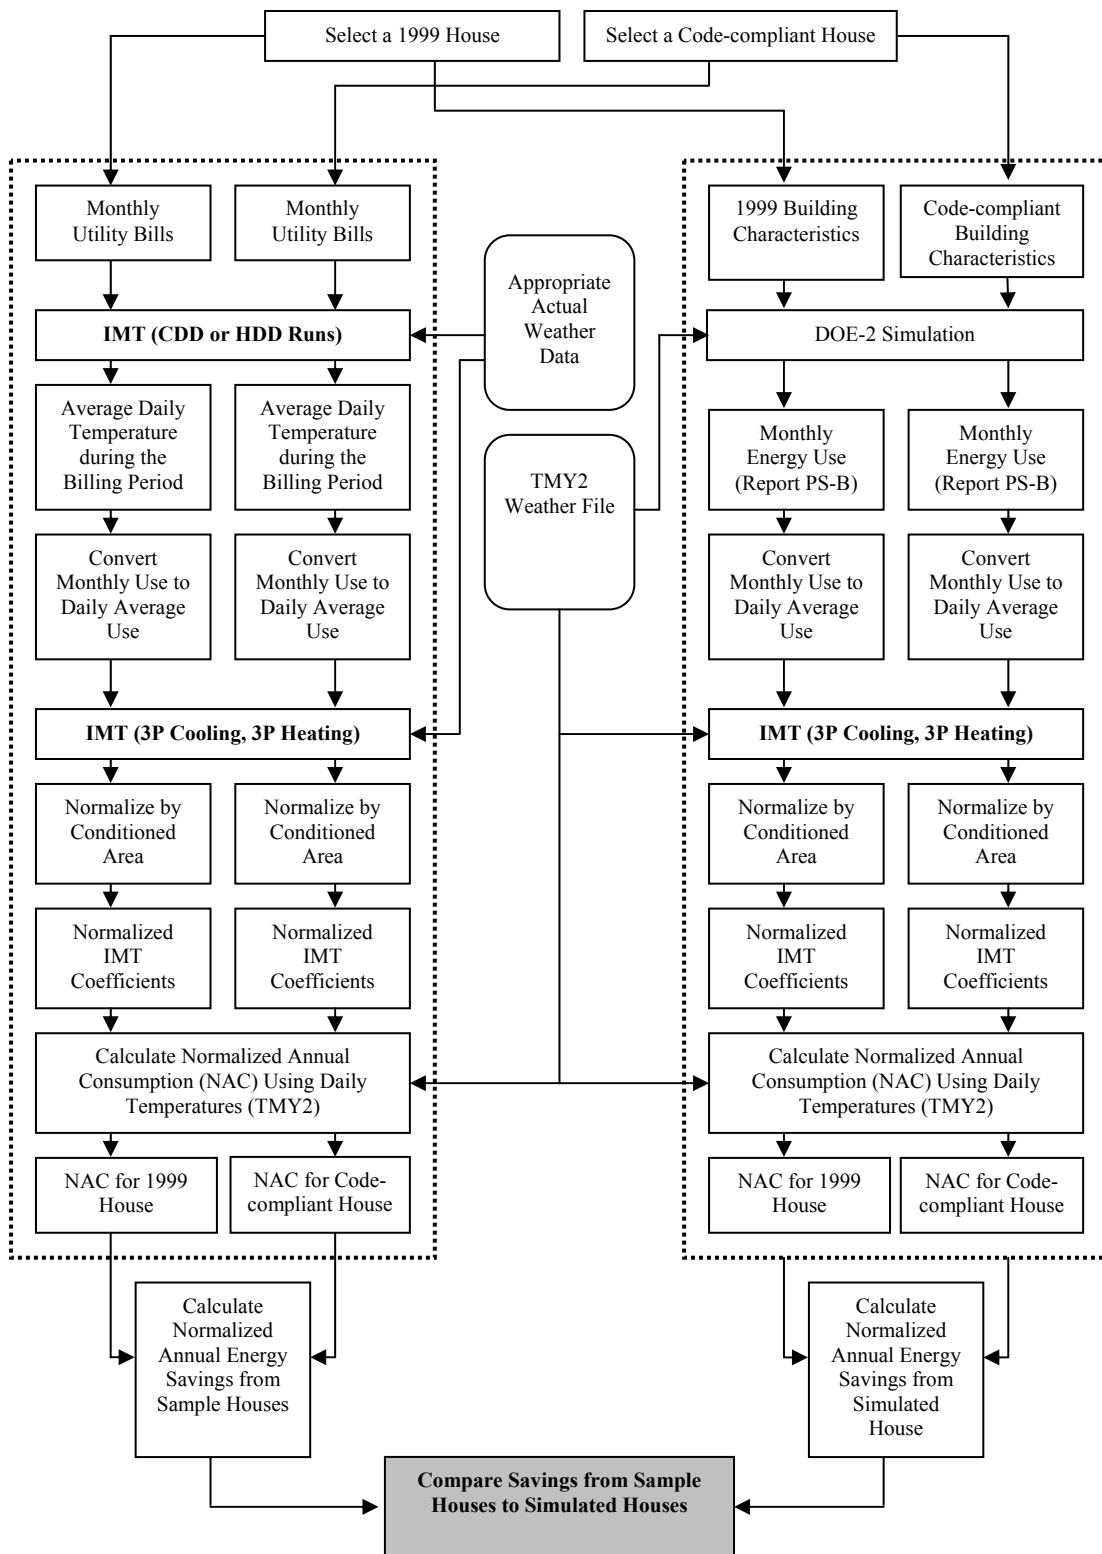 Select a 1999 House
Select a Code-compliant House
Monthly
Utility Bills
Monthly
Utility Bills
1999 Building
Characteristics
Code-compliant
Building
Characteristics
Appropriate
Actual
Weather
Data
IMT (CDD or HDD Runs)
DOE-2 Simulation
Average Daily
Temperature
during the
Billing Period
Average Daily
Temperature
during the
Billing Period
TMY2
Weather File
Monthly
Energy Use
(Report PS-B)
Monthly
Energy Use
(Report PS-B)
Convert
Monthly Use to
Daily Average
Use
Convert
Monthly Use to
Daily Average
Use
Convert
Monthly Use to
Daily Average
Use
Convert
Monthly Use to
Daily Average
Use
IMT (3P Cooling, 3P Heating)
IMT (3P Cooling, 3P Heating)
Normalize by
Conditioned
Area
Normalize by
Conditioned
Area
Normalize by
Conditioned
Area
Normalize by
Conditioned
Area
Normalized
IMT
Coefficients
Normalized
IMT
Coefficients
Normalized
IMT
Coefficients
Normalized
IMT
Coefficients
Calculate Normalized Annual
Consumption (NAC) Using Daily
Temperatures (TMY2)
Calculate Normalized Annual
Consumption (NAC) Using Daily
Temperatures (TMY2)
NAC for 1999
House
NAC for Code-
compliant House
NAC for 1999
House
NAC for Code-
compliant House
Calculate
Normalized
Annual Energy
Savings from
Sample Houses
Calculate
Normalized
Annual Energy
Savings from
Simulated
House
Compare Savings from Sample
Houses to Simulated Houses